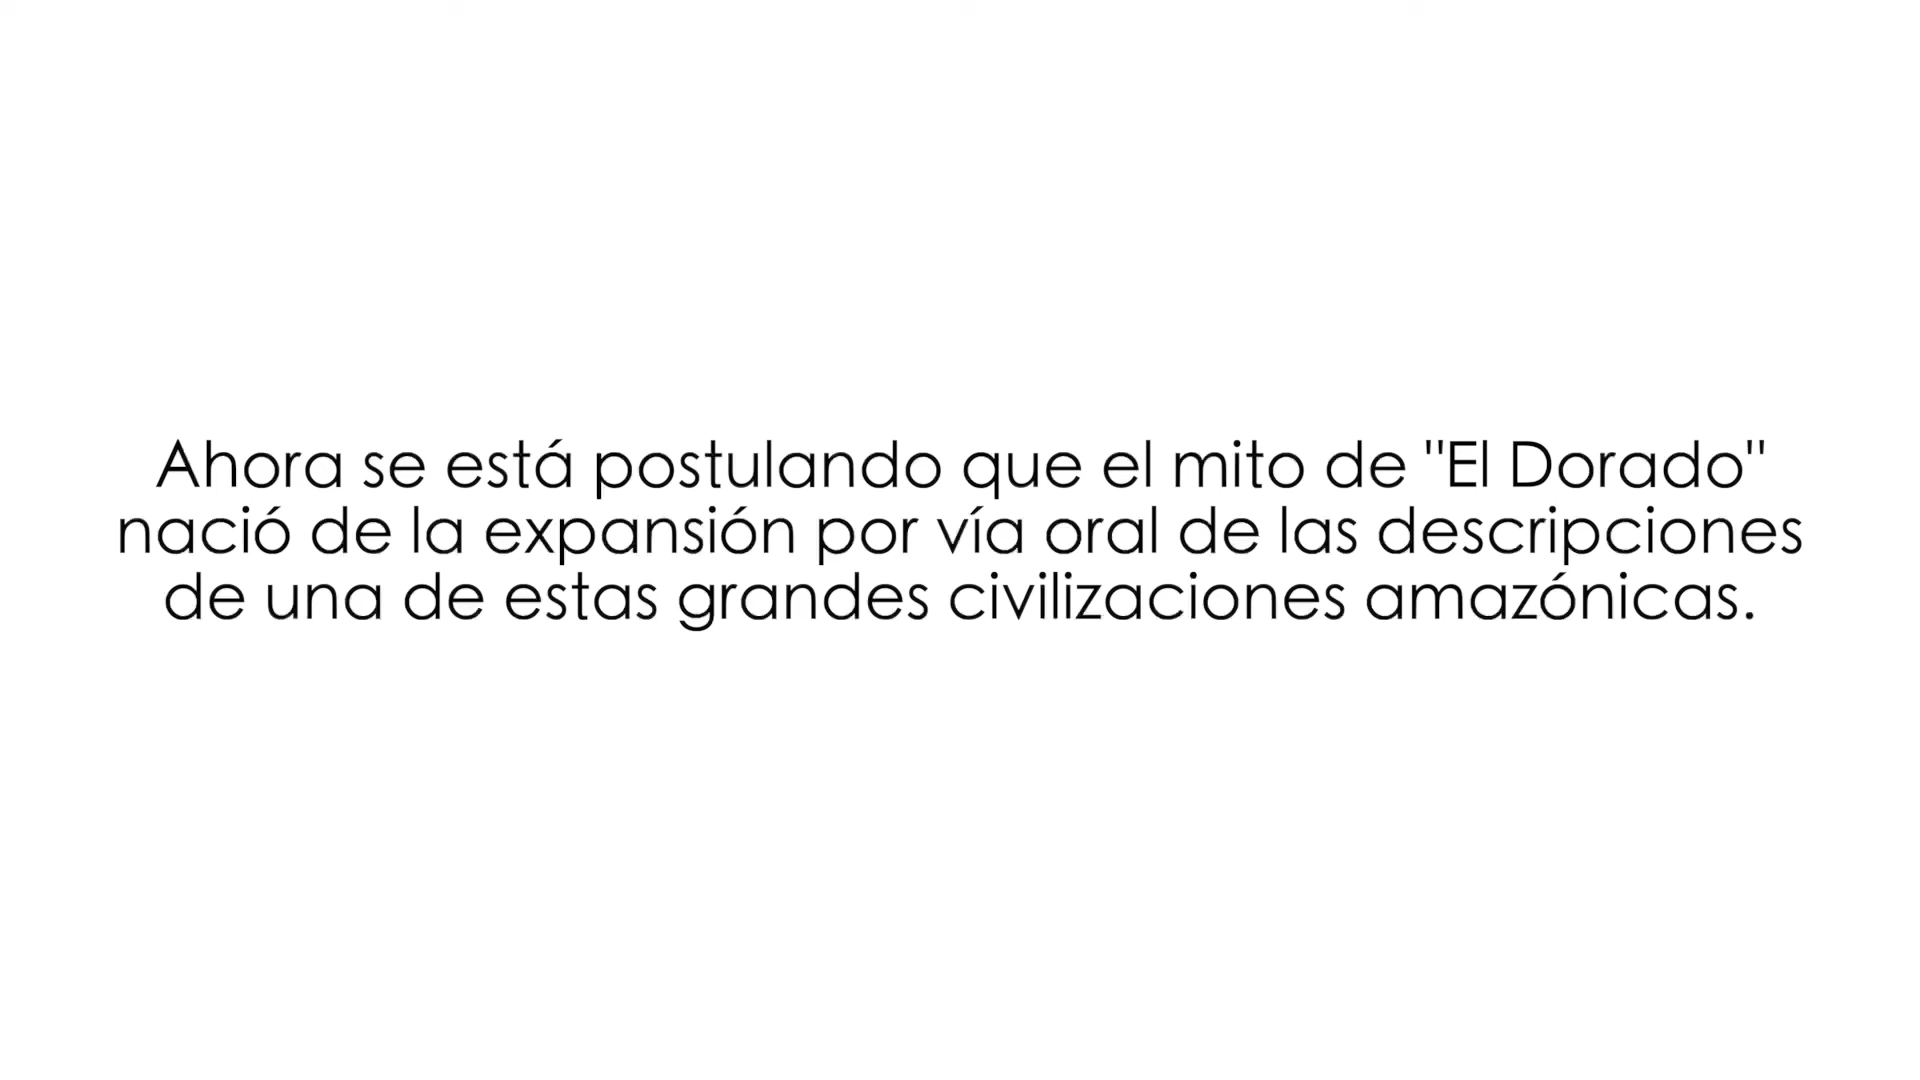 Ahora se está postulando que el mito de "El Dorado"
nació de la expansión por vía oral de las descripciones
de una de estas grandes civilizaciones amazónicas.